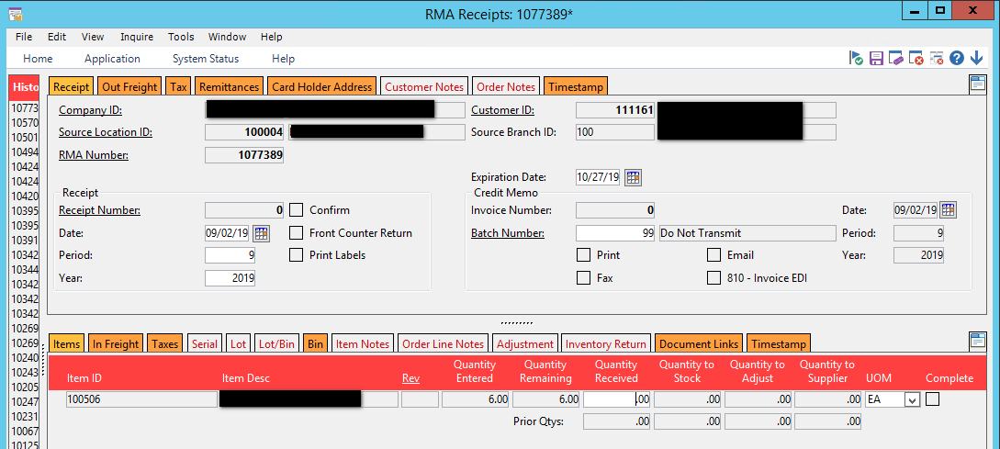 RMA Receipts: 1077389*
File Edit View Inquire Tools Window Help
Home Application System Status Help
Histo
10773
10570
10501
10494
10424
10424
10420
10395
10395
10391
10342
10344
10342
10342
10342
10269
10269
10240
10243
10205
10247
10231
10067
10125
Receipt Out Freight Tax Remittances Card Holder Address Customer Notes Order Notes Timestamp
Company ID: Customer ID: 111161
Source Location ID: 100004 Source Branch ID: 100
RMA Number: 1077389
Expiration Date: 10/27/19
Receipt
Receipt Number: 0 Confirm
Date: 09/02/19 Front Counter Return
Period: 9 Print Labels
Year: 2019
Credit Memo
Invoice Number: 0 Date: 09/02/19
Batch Number: 99 Do Not Transmit Period: 9
Print Email Year: 2019
Fax 810 - Invoice EDI
Items In Freight Taxes Serial Lot Lot/Bin Bin Item Notes Order Line Notes Adjustment Inventory Return Document Links Timestamp
Item ID Item Desc Rev Quantity Entered Quantity Remaining Quantity Received Quantity to Stock Quantity to Adjust Quantity to Supplier UOM Complete
100506 6.00 6.00 .00 .00 .00 .00 EA
Prior Qtys: .00 .00 .00 .00